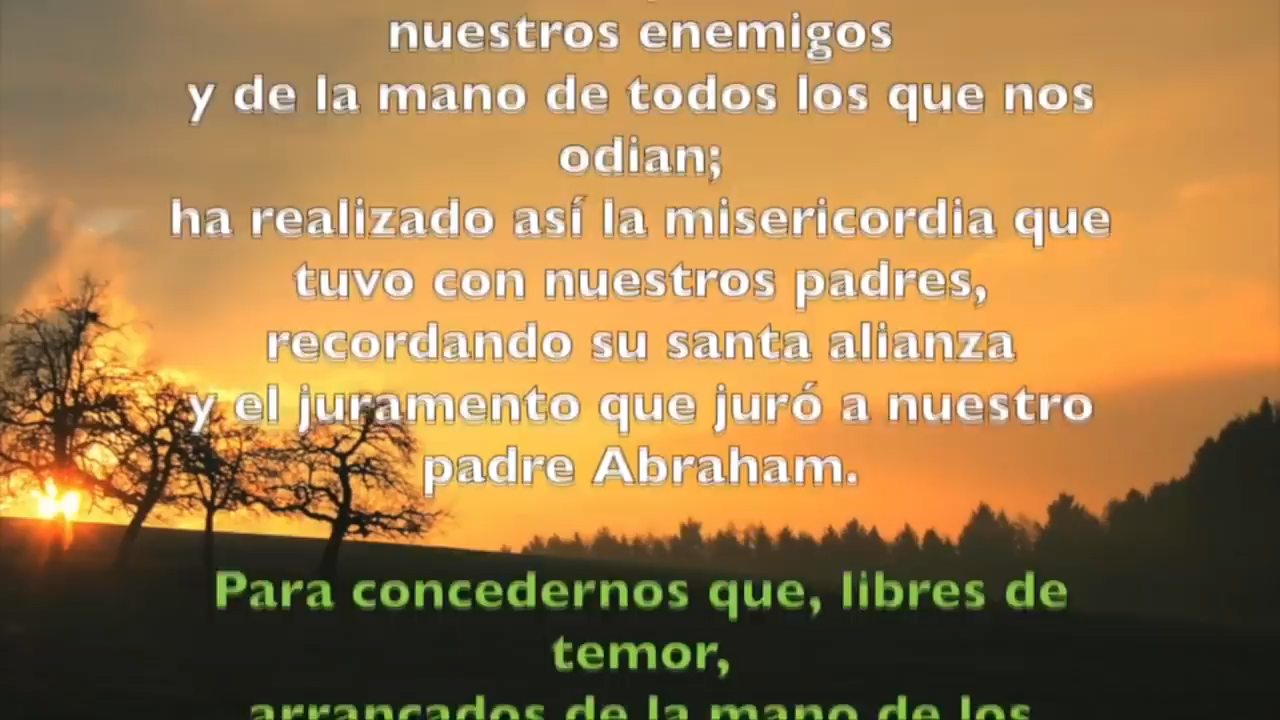 nuestros enemigos
y de la mano de todos los que nos
odian;
ha realizado así la misericordia que
tuvo con nuestros padres,
recordando su santa alianza
y el juramento que juró a nuestro
padre Abraham.
Para concedernos que, libres de
temor,
arrancados de la mano de los